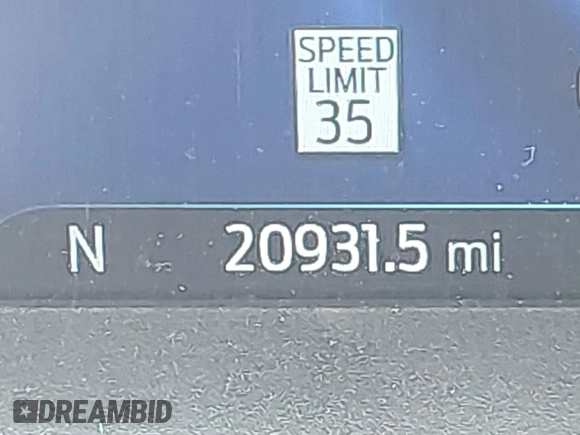 SPEED
LIMIT
35
N 20931.5 mi
DREAMBID